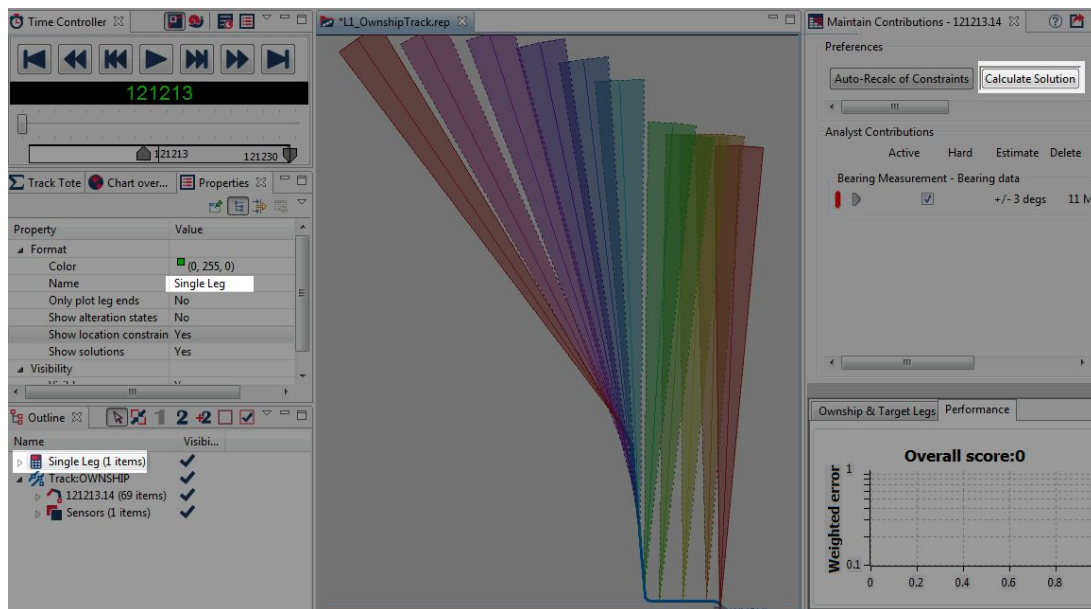 Time Controller
121213
121213
121230
Track Tote
Chart over...
Properties
Property Value
Format
Color (0, 255, 0)
Name Single Leg
Only plot leg ends No
Show alteration states No
Show location constrain Yes
Show solutions Yes
Visibility
Outline
1 2 +2
Name Visibi...
Single Leg (1 items)
Track:OWNSHIP
121213.14 (69 items)
Sensors (1 items)
*L1_OwnshipTrack.rep
Maintain Contributions - 121213.14
Preferences
Auto-Recalc of Constraints Calculate Solution
Analyst Contributions
Active Hard Estimate Delete
Bearing Measurement - Bearing data
+/- 3 degs 11 M
Ownship & Target Legs Performance
Overall score:0
Weighted error
1
0.1
0 0.2 0.4 0.6 0.8